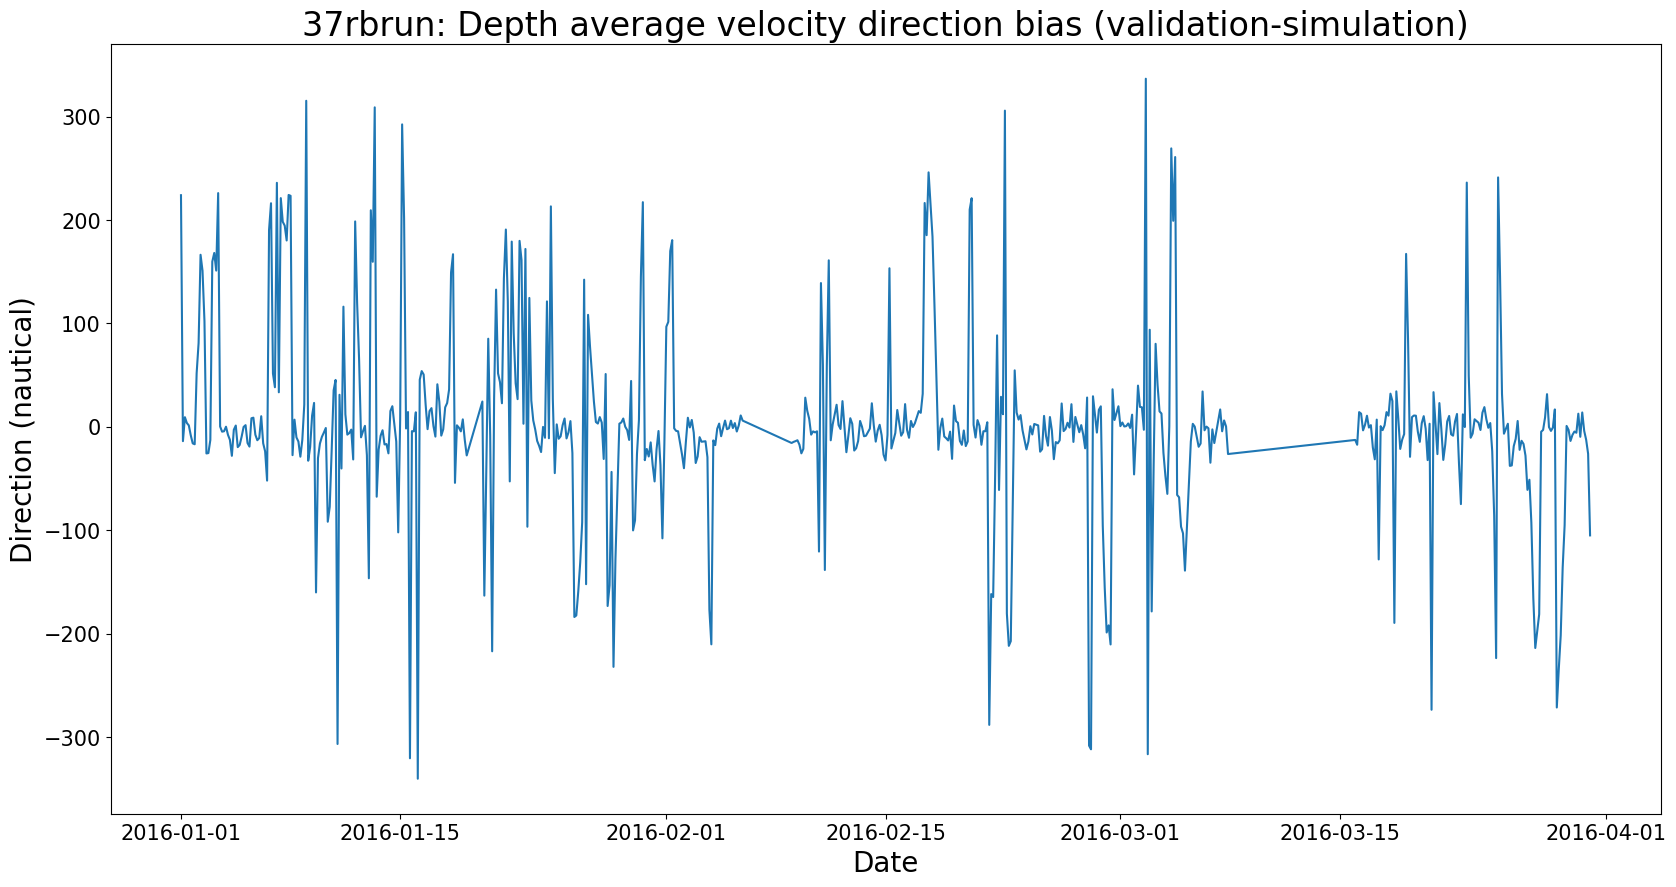 37rbrun: Depth average velocity direction bias (validation-simulation)
Direction (nautical)
300
200
100
0
−100
−200
−300
2016-01-01 2016-01-15 2016-02-01 2016-02-15 2016-03-01 2016-03-15 2016-04-01
Date